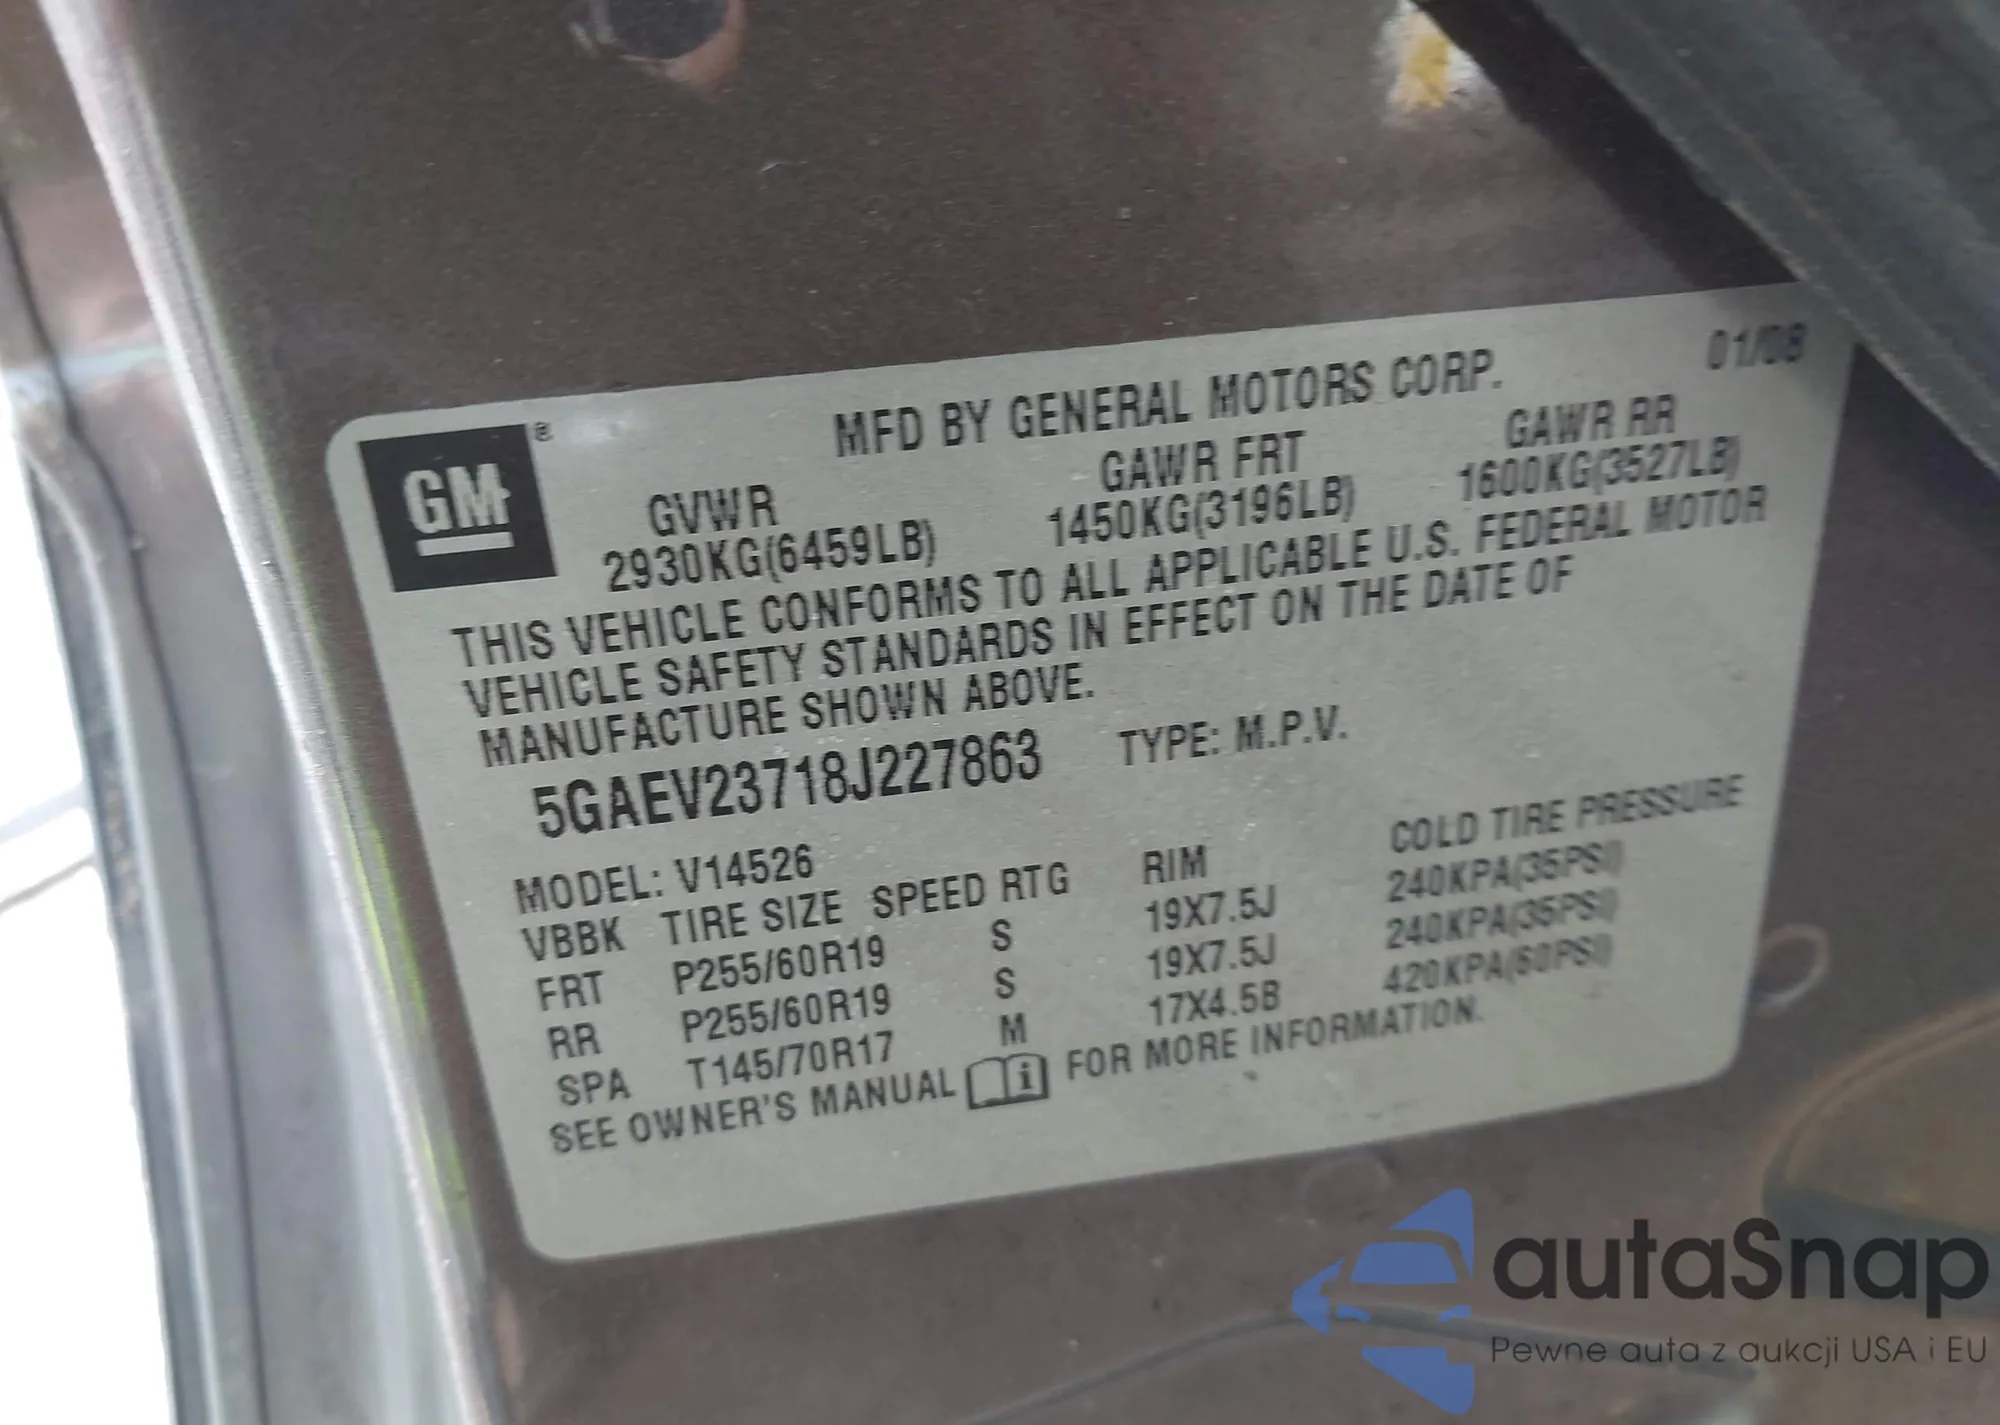 01/08
MFD BY GENERAL MOTORS CORP.
GM ®
GVWR GAWR FRT GAWR RR
2930KG(6459LB) 1450KG(3196LB) 1600KG(3527LB)
THIS VEHICLE CONFORMS TO ALL APPLICABLE U.S. FEDERAL MOTOR
VEHICLE SAFETY STANDARDS IN EFFECT ON THE DATE OF
MANUFACTURE SHOWN ABOVE.
5GAEV23718J227863 TYPE: M.P.V.
MODEL: V14526
VBBK TIRE SIZE SPEED RTG RIM COLD TIRE PRESSURE
FRT P255/60R19 S 19X7.5J 240KPA(35PSI)
RR P255/60R19 S 19X7.5J 240KPA(35PSI)
SPA T145/70R17 M 17X4.5B 420KPA(60PSI)
SEE OWNER'S MANUAL i FOR MORE INFORMATION.
autaSnap
Pewne auta z aukcji USA i EU